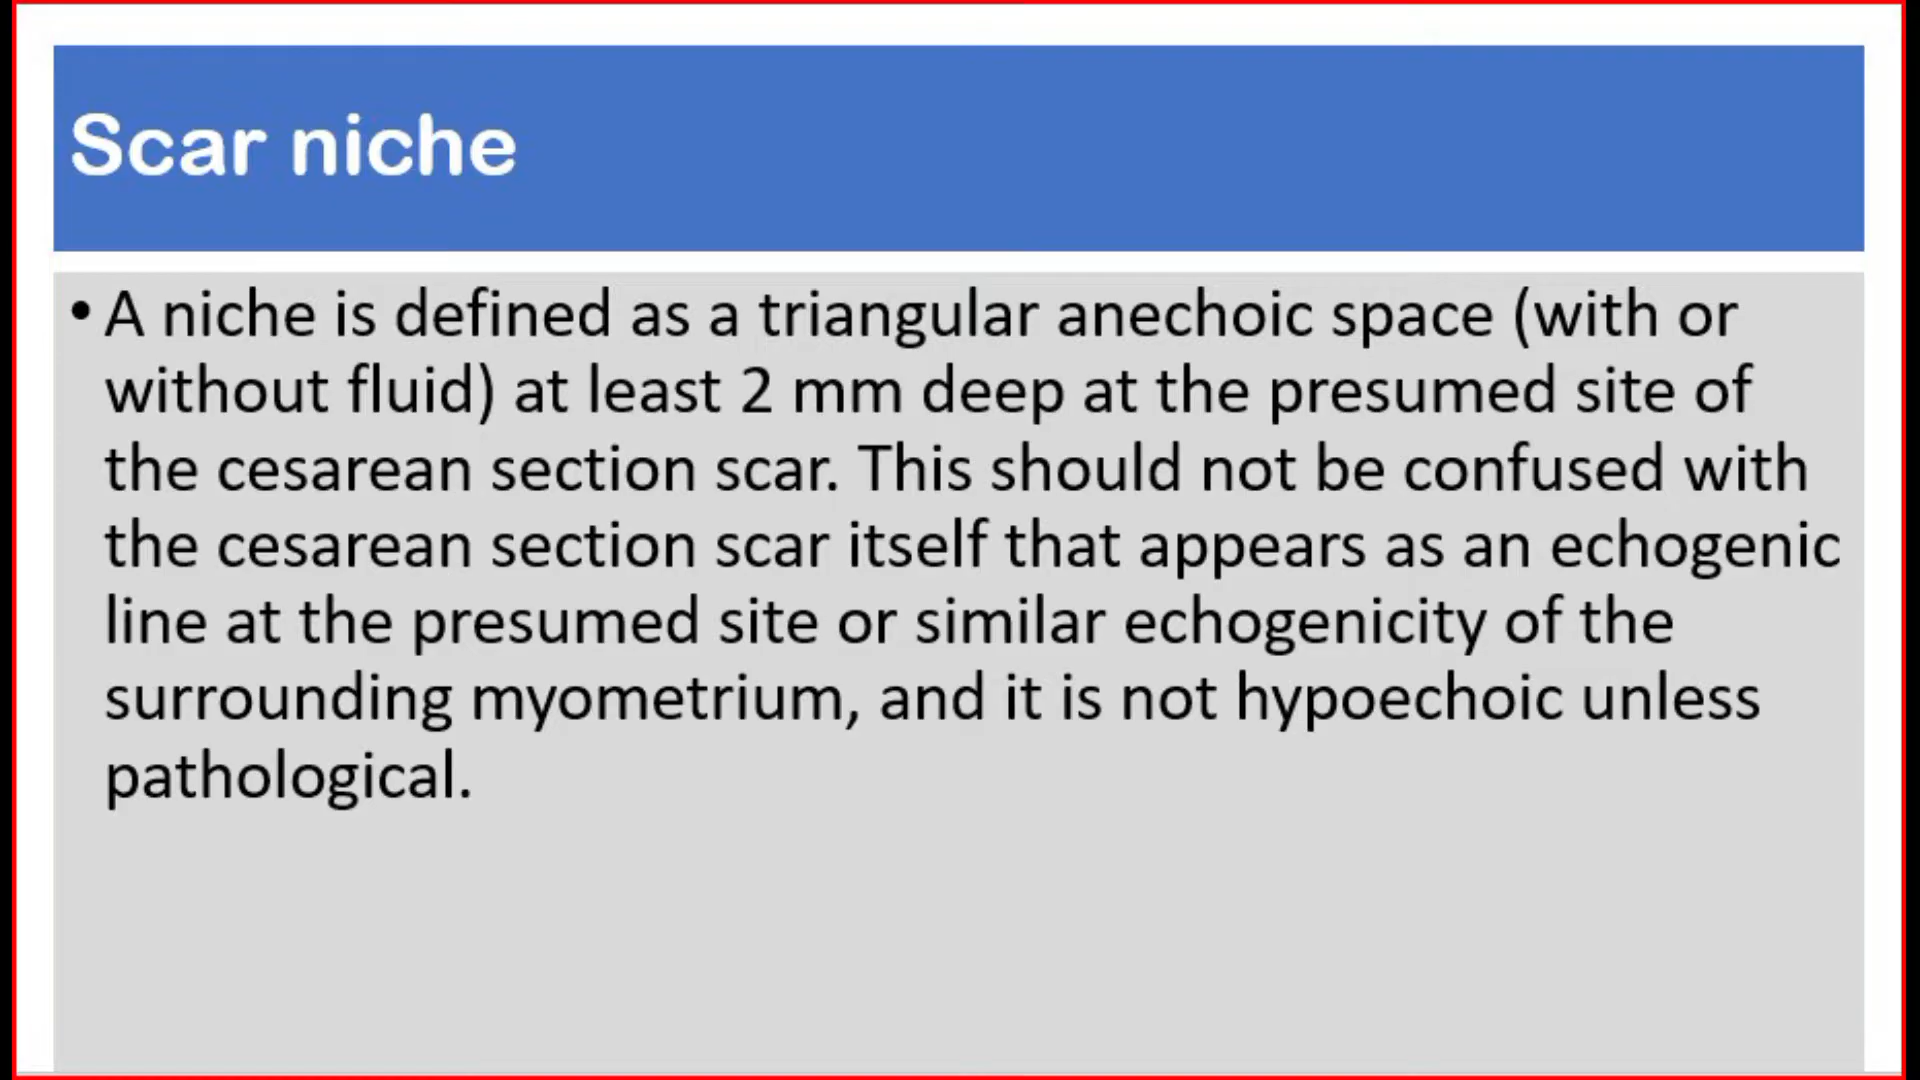 Scar niche
• A niche is defined as a triangular anechoic space (with or
without fluid) at least 2 mm deep at the presumed site of
the cesarean section scar. This should not be confused with
the cesarean section scar itself that appears as an echogenic
line at the presumed site or similar echogenicity of the
surrounding myometrium, and it is not hypoechoic unless
pathological.